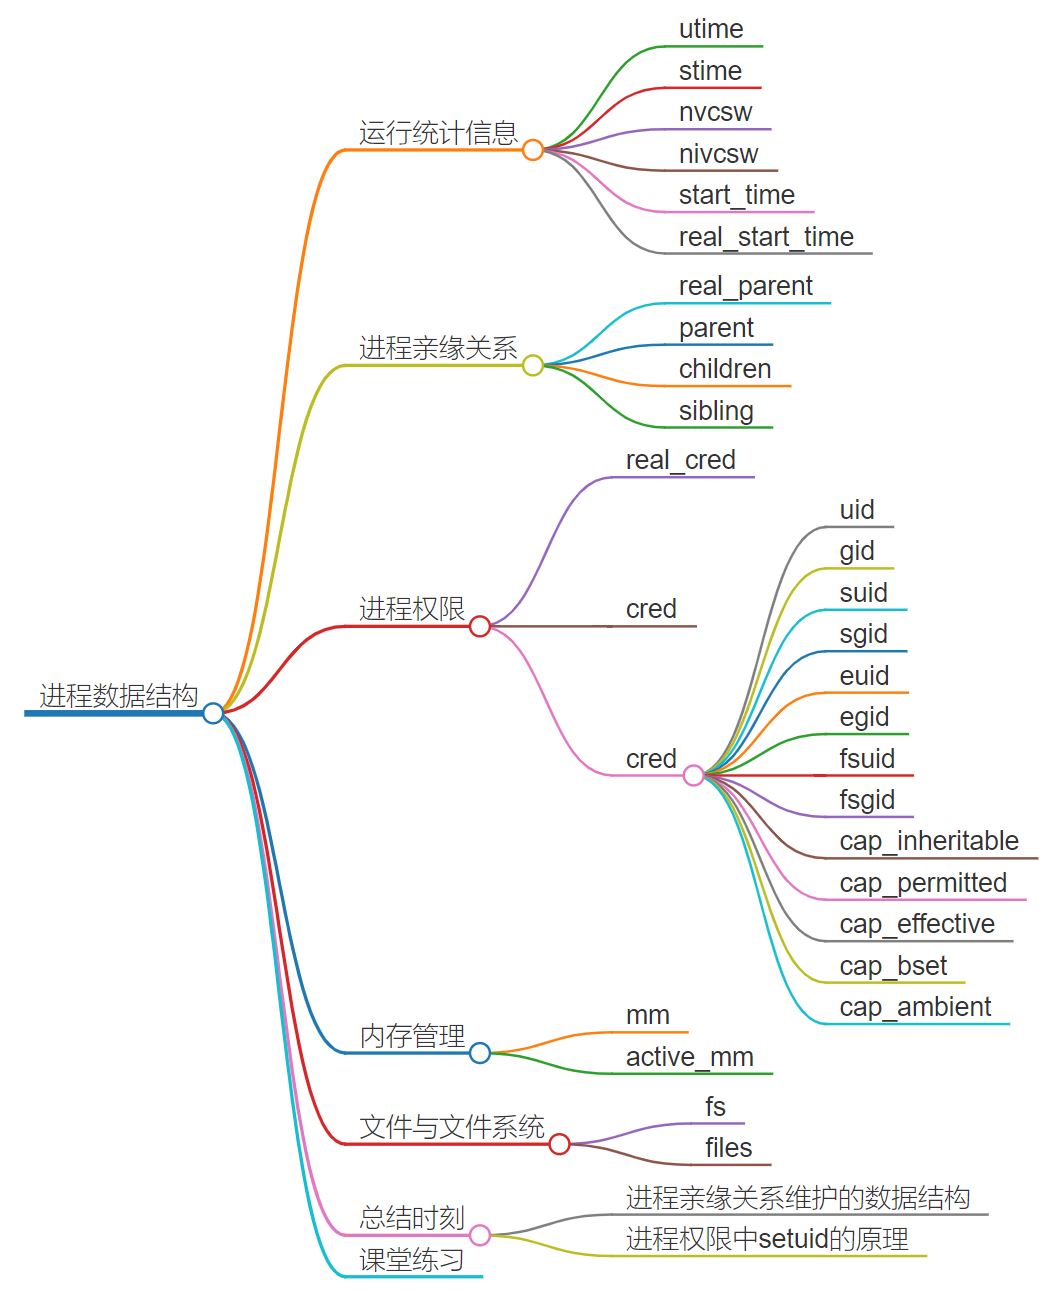 进程数据结构
运行统计信息
utime
stime
nvcsw
nivcsw
start_time
real_start_time
进程亲缘关系
real_parent
parent
children
sibling
进程权限
real_cred
cred
cred
uid
gid
suid
sgid
euid
egid
fsuid
fsgid
cap_inheritable
cap_permitted
cap_effective
cap_bset
cap_ambient
内存管理
mm
active_mm
文件与文件系统
fs
files
总结时刻
进程亲缘关系维护的数据结构
进程权限中setuid的原理
课堂练习